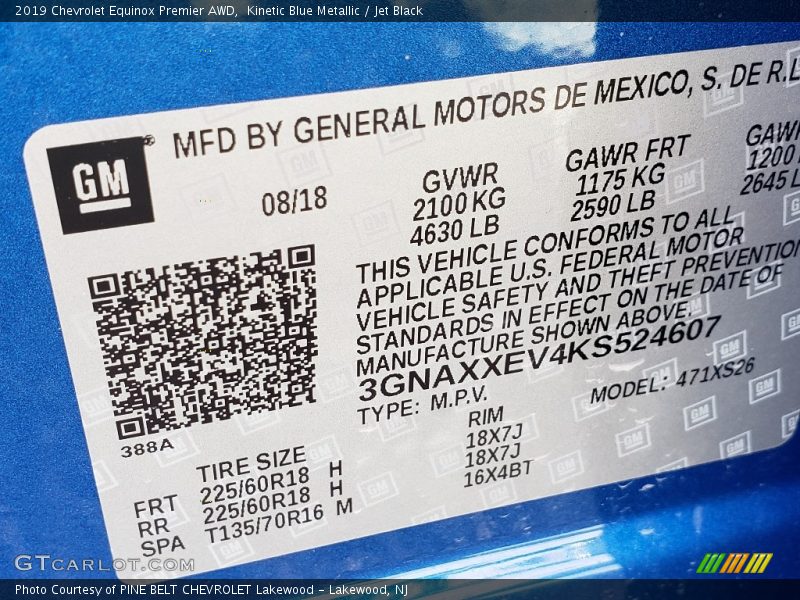 2019 Chevrolet Equinox Premier AWD, Kinetic Blue Metallic / Jet Black
MFD BY GENERAL MOTORS DE MEXICO, S. DE R.L
GM
08/18
GVWR
2100 KG
4630 LB
GAWR FRT
1175 KG
2590 LB
GAWR
1200
2645 L
THIS VEHICLE CONFORMS TO ALL
APPLICABLE U.S. FEDERAL MOTOR
VEHICLE SAFETY AND THEFT PREVENTION
STANDARDS IN EFFECT ON THE DATE OF
MANUFACTURE SHOWN ABOVE.
3GNAXXEV4KS524607
TYPE: M.P.V.
MODEL: 471XS26
388A
TIRE SIZE
RIM
FRT 225/60R18 H 18X7J
RR 225/60R18 H 18X7J
SPA T135/70R16 M 16X4BT
GTCARLOT.COM
Photo Courtesy of PINE BELT CHEVROLET Lakewood - Lakewood, NJ